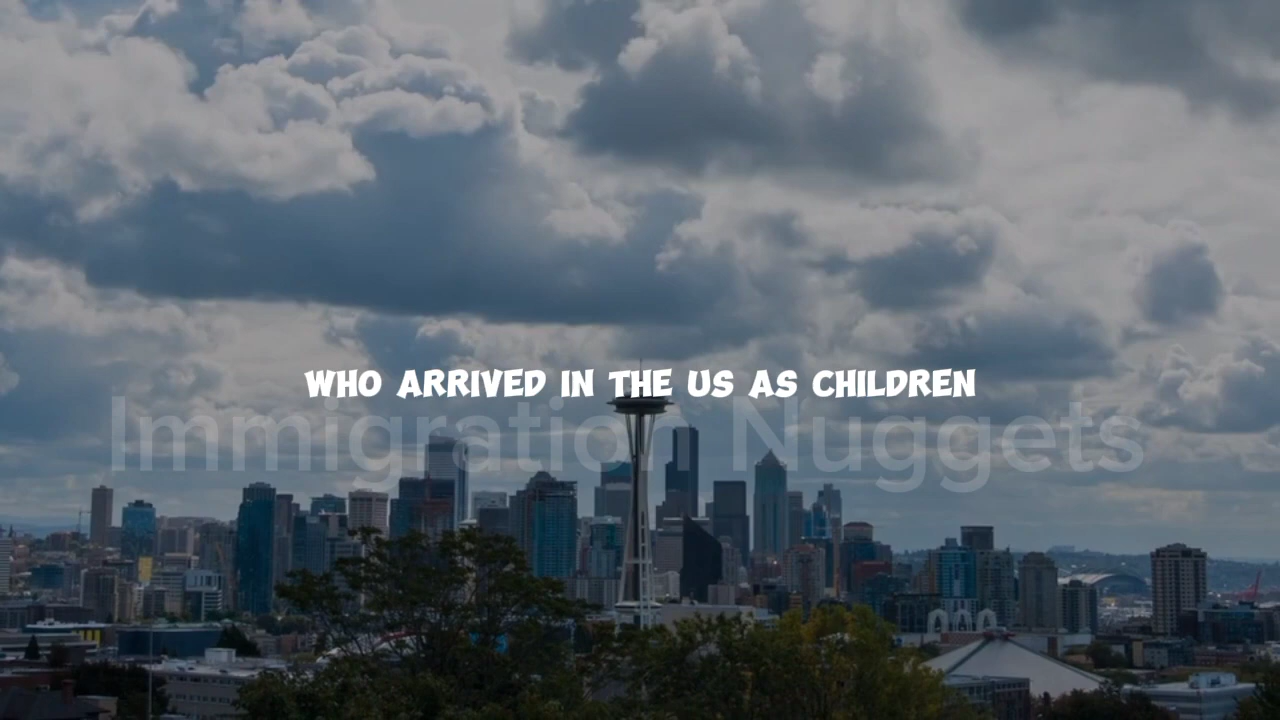 WHO ARRIVED IN THE US AS CHILDREN
Immigration Nuggets